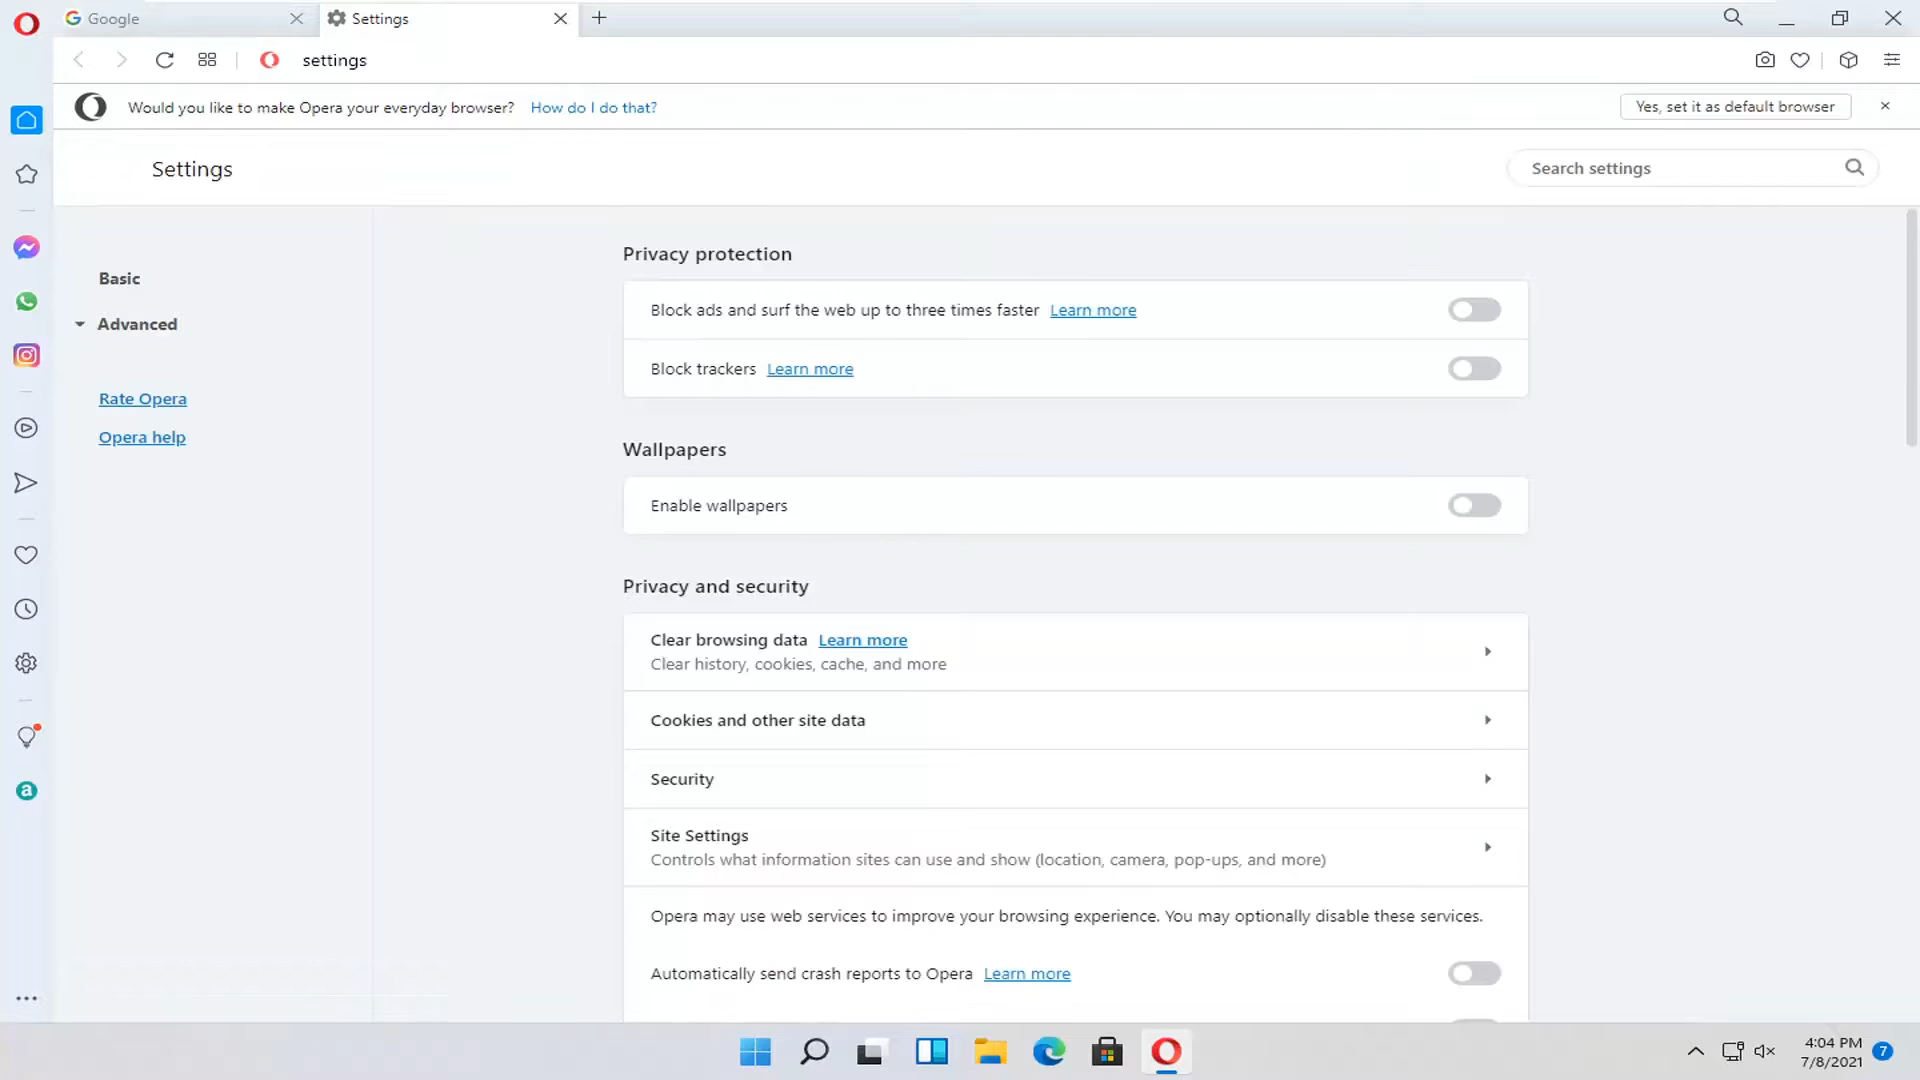 Google
Settings
settings
Would you like to make Opera your everyday browser? How do I do that?
Yes, set it as default browser
Settings
Search settings
Basic
Advanced
Rate Opera
Opera help
Privacy protection
Block ads and surf the web up to three times faster Learn more
Block trackers Learn more
Wallpapers
Enable wallpapers
Privacy and security
Clear browsing data Learn more
Clear history, cookies, cache, and more
Cookies and other site data
Security
Site Settings
Controls what information sites can use and show (location, camera, pop-ups, and more)
Opera may use web services to improve your browsing experience. You may optionally disable these services.
Automatically send crash reports to Opera Learn more
a
4:04 PM
7/8/2021
7